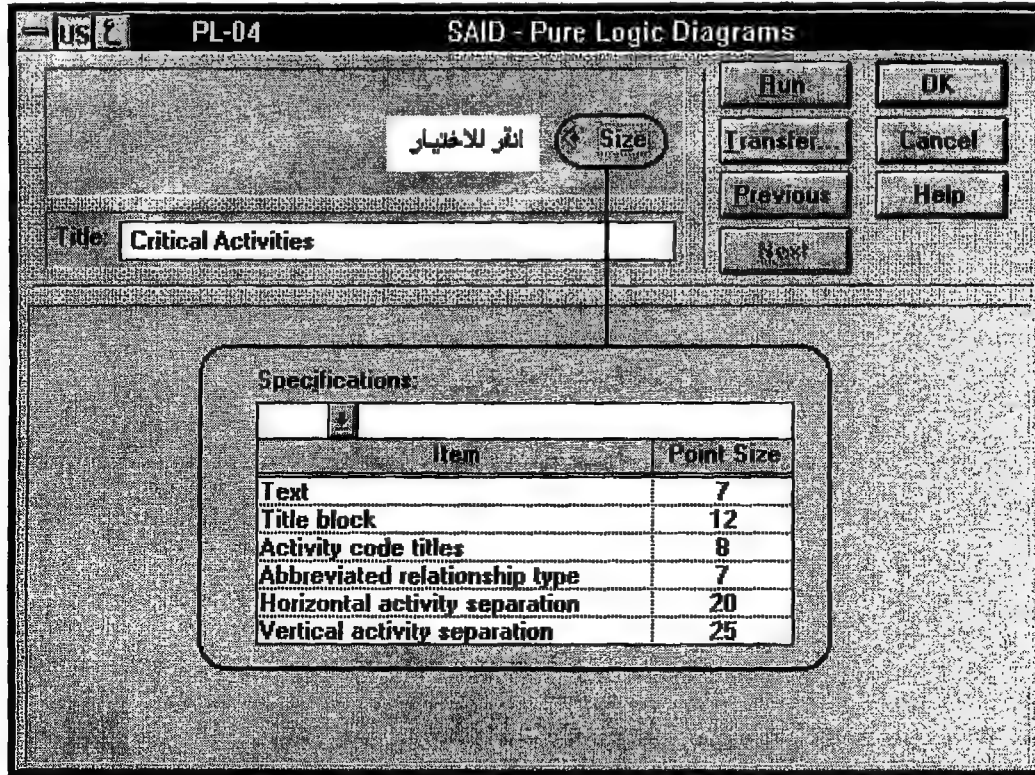 US ع PL-04 SAID - Pure Logic Diagrams
Run OK
انقر للاختيار Size
Transfer... Cancel
Previous Help
Title: Critical Activities
Next
Specifications:
Item Point Size
Text 7
Title block 12
Activity code titles 8
Abbreviated relationship type 7
Horizontal activity separation 20
Vertical activity separation 25